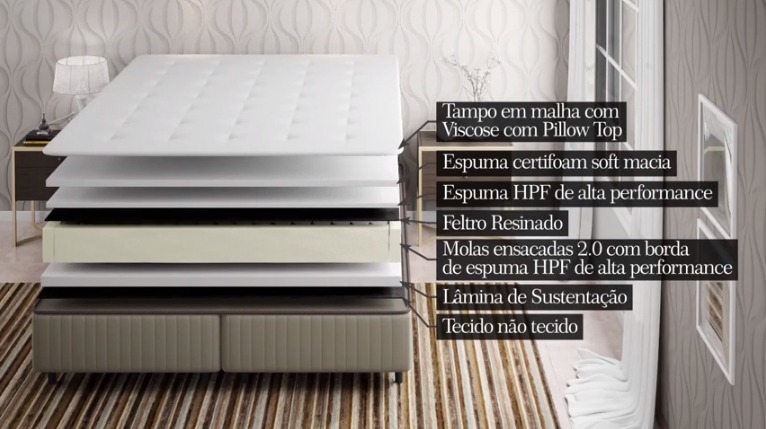 Tampo em malha com
Viscose com Pillow Top
Espuma certifoam soft macia
Espuma HPF de alta performance
Feltro Resinado
Molas ensacadas 2.0 com borda
de espuma HPF de alta performance
Lâmina de Sustentação
Tecido não tecido